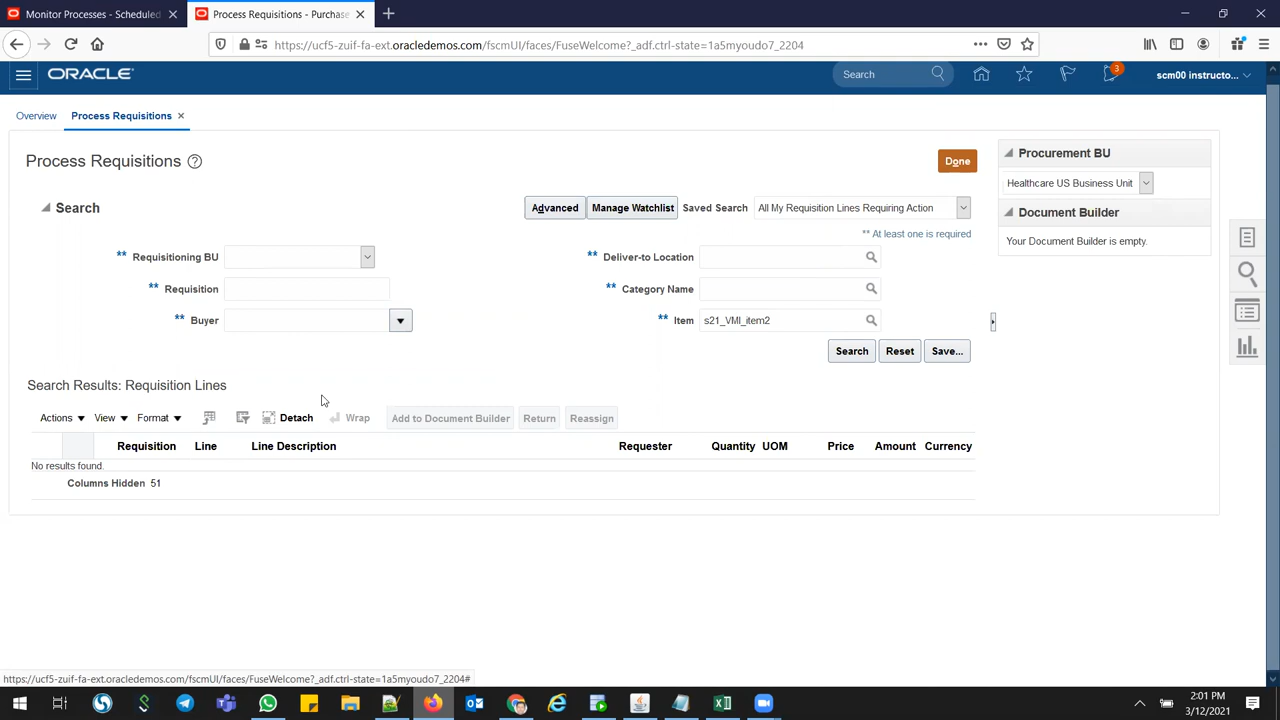 Monitor Processes - Scheduled
Process Requisitions - Purchase
https://ucf5-zuif-fa-ext.oracledemos.com/fscmUI/faces/FuseWelcome?_adf.ctrl-state=1a5myoudo7_2204
ORACLE
Search
3
scm00 instructo...
Overview
Process Requisitions
Process Requisitions
Done
Procurement BU
Healthcare US Business Unit
Search
Advanced
Manage Watchlist
Saved Search
All My Requisition Lines Requiring Action
Document Builder
** At least one is required
Your Document Builder is empty.
** Requisitioning BU
** Deliver-to Location
** Requisition
** Category Name
** Buyer
** Item s21_VMI_item2
Search Reset Save...
Search Results: Requisition Lines
Actions View Format Detach Wrap Add to Document Builder Return Reassign
Requisition Line Line Description Requester Quantity UOM Price Amount Currency
No results found.
Columns Hidden 51
https://ucf5-zuif-fa-ext.oracledemos.com/fscmUI/faces/FuseWelcome?_adf.ctrl-state=1a5myoudo7_2204#
2:01 PM
3/12/2021